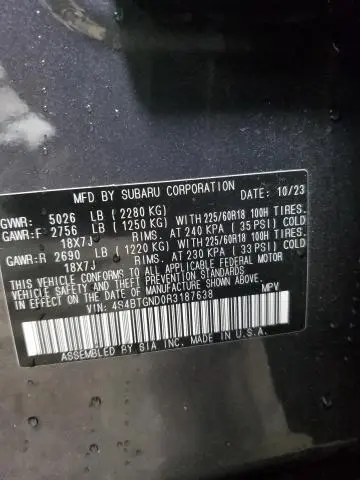 MFD BY SUBARU CORPORATION DATE: 10/23
GVWR: 5026 LB (2280 KG)
GAWR:F 2756 LB (1250 KG) WITH 225/60R18 100H TIRES.
18X7J RIMS. AT 240 KPA (35 PSI) COLD
GAWR:R 2690 LB (1220 KG) WITH 225/60R18 100H TIRES.
18X7J RIMS. AT 230 KPA (33 PSI) COLD
THIS VEHICLE CONFORMS TO ALL APPLICABLE FEDERAL MOTOR
VEHICLE SAFETY AND THEFT PREVENTION STANDARDS
IN EFFECT ON THE DATE OF MANUFACTURE SHOWN ABOVE.
VIN: 4S4BTGND0R3187638 MPV
ASSEMBLED BY SIA INC. MADE IN U.S.A.